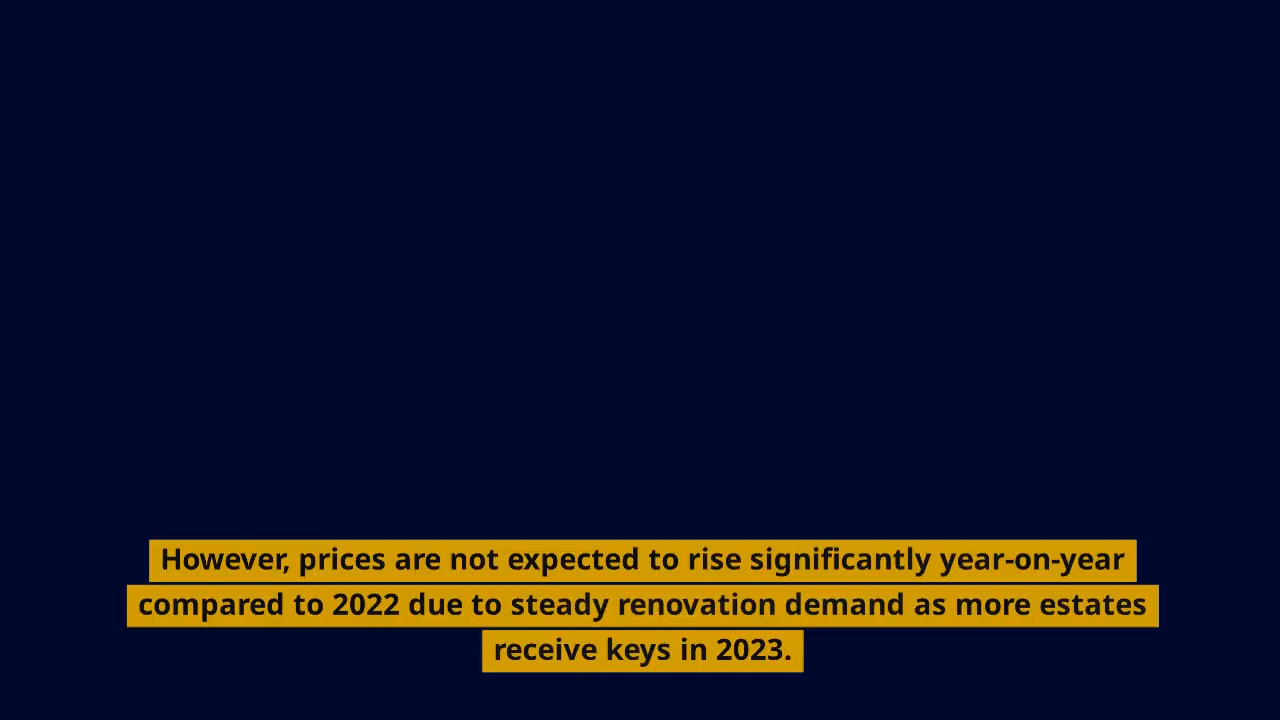 However, prices are not expected to rise significantly year-on-year
compared to 2022 due to steady renovation demand as more estates
receive keys in 2023.